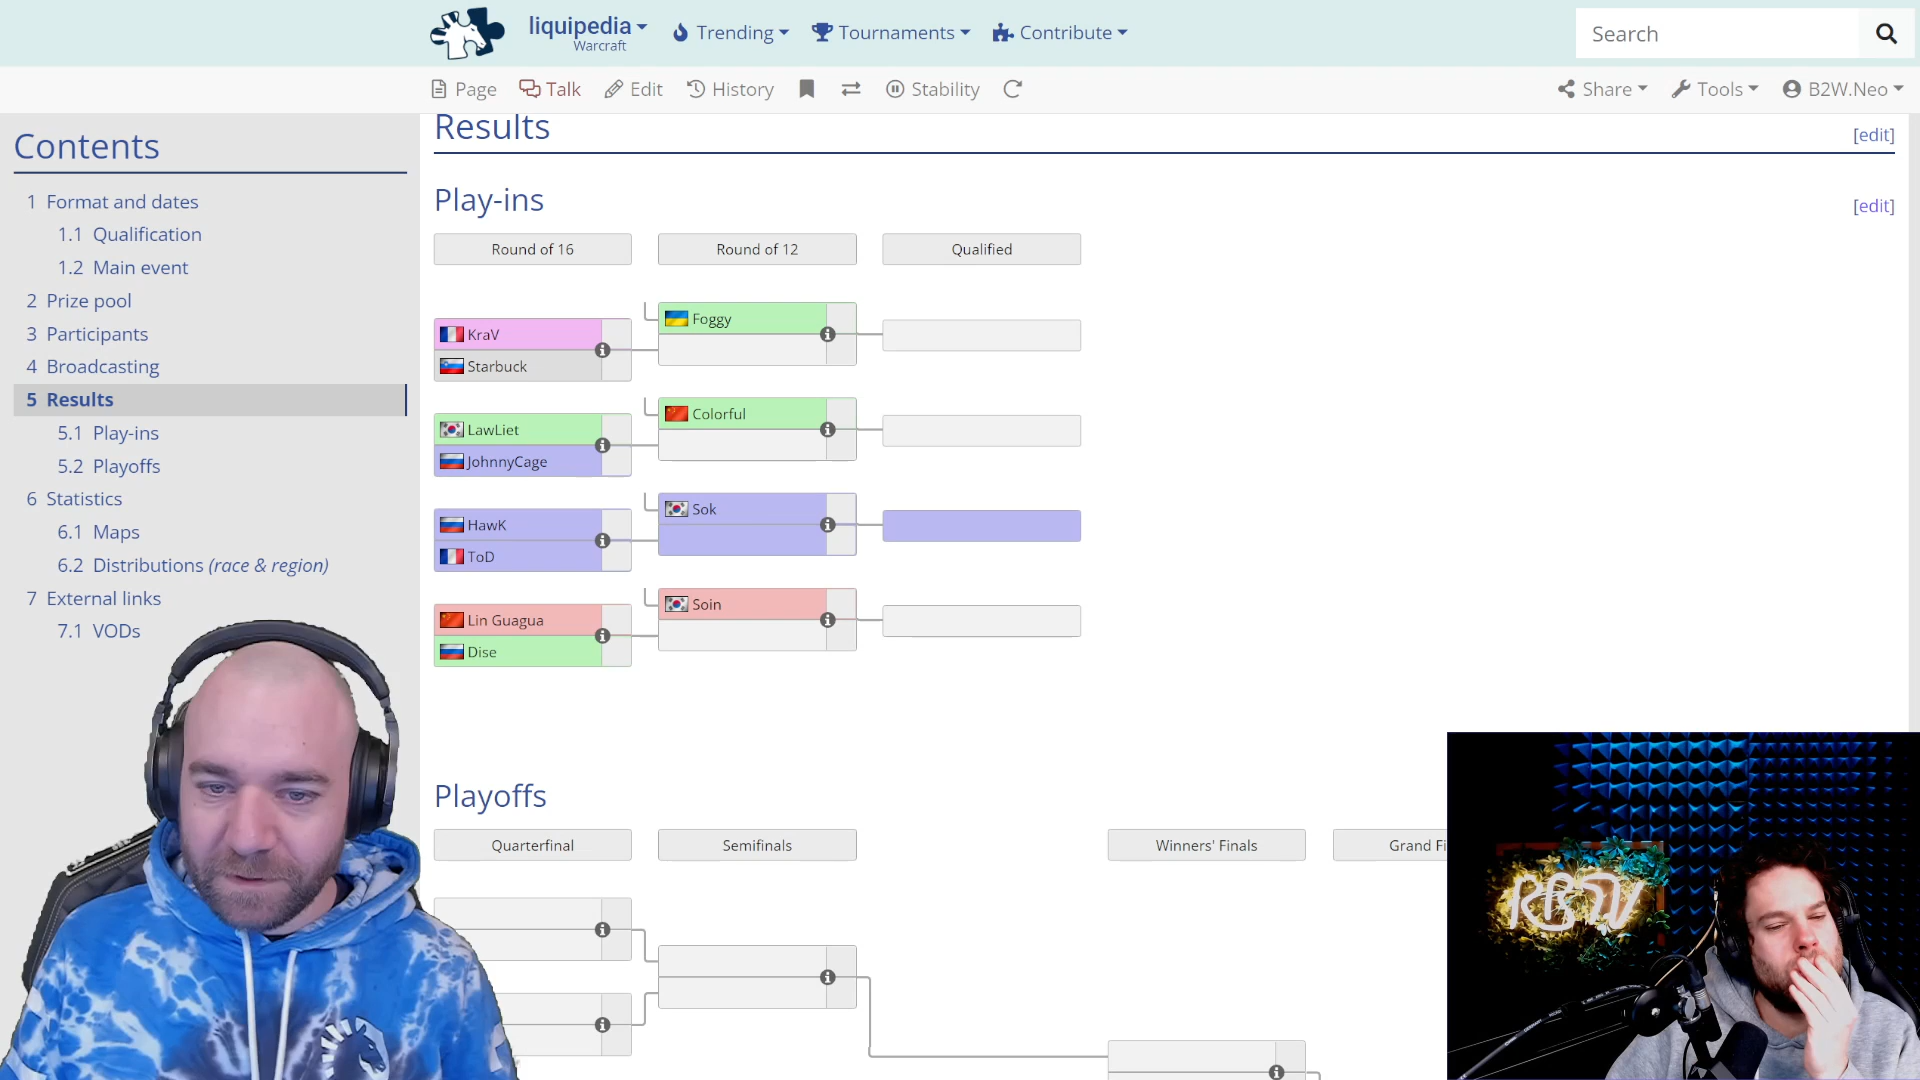 liquipedia
Warcraft
Trending
Tournaments
Contribute
Search
Page
Talk
Edit
History
Stability
Share
Tools
B2W.Neo
Contents
1 Format and dates
1.1 Qualification
1.2 Main event
2 Prize pool
3 Participants
4 Broadcasting
5 Results
5.1 Play-ins
5.2 Playoffs
6 Statistics
6.1 Maps
6.2 Distributions (race & region)
7 External links
7.1 VODs
Results
[edit]
Play-ins
[edit]
Round of 16
Round of 12
Qualified
KraV
Starbuck
Foggy
LawLiet
JohnnyCage
Colorful
HawK
ToD
Sok
Lin Guagua
Dise
Soin
Playoffs
Quarterfinal
Semifinals
Winners' Finals
Grand Fi
RBTV